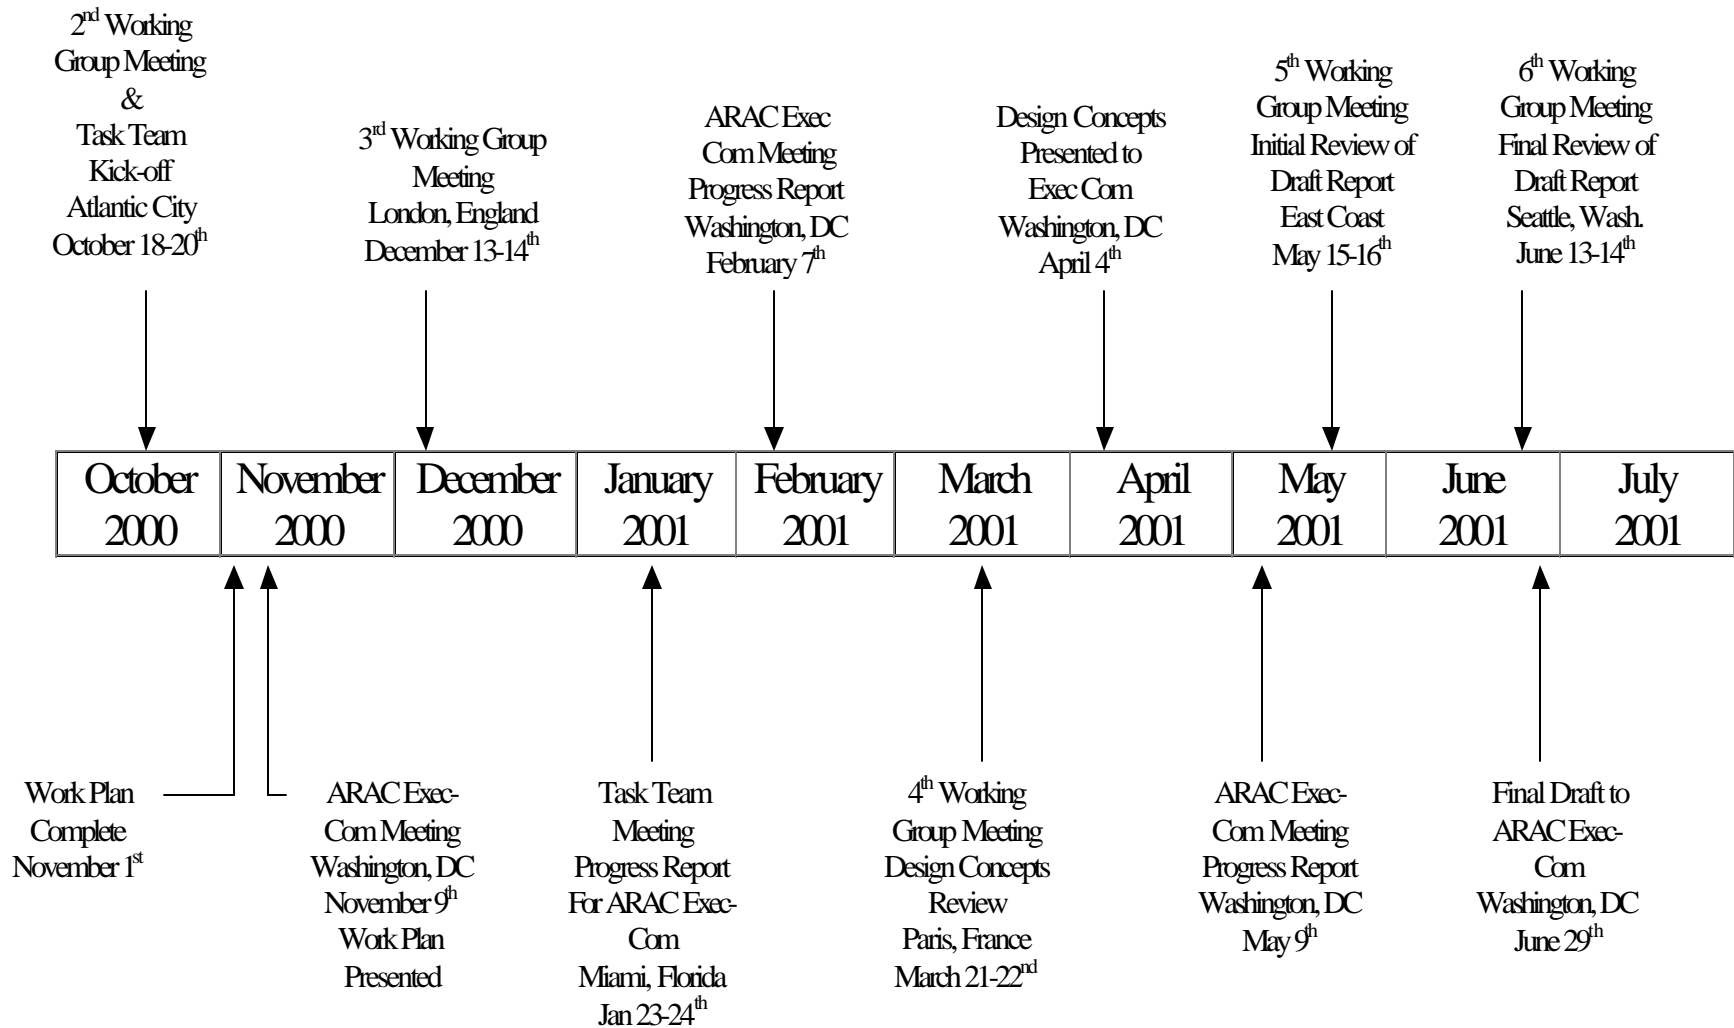 2nd Working
Group Meeting
&
Task Team
Kick-off
Atlantic City
October 18-20th
3rd Working Group
Meeting
London, England
December 13-14th
ARAC Exec
Com Meeting
Progress Report
Washington, DC
February 7th
Design Concepts
Presented to
Exec Com
Washington, DC
April 4th
5th Working
Group Meeting
Initial Review of
Draft Report
East Coast
May 15-16th
6th Working
Group Meeting
Final Review of
Draft Report
Seattle, Wash.
June 13-14th
October
2000
November
2000
December
2000
January
2001
February
2001
March
2001
April
2001
May
2001
June
2001
July
2001
Work Plan
Complete
November 1st
ARAC Exec-
Com Meeting
Washington, DC
November 9th
Work Plan
Presented
Task Team
Meeting
Progress Report
For ARAC Exec-
Com
Miami, Florida
Jan 23-24th
4th Working
Group Meeting
Design Concepts
Review
Paris, France
March 21-22nd
ARAC Exec-
Com Meeting
Progress Report
Washington, DC
May 9th
Final Draft to
ARAC Exec-
Com
Washington, DC
June 29th